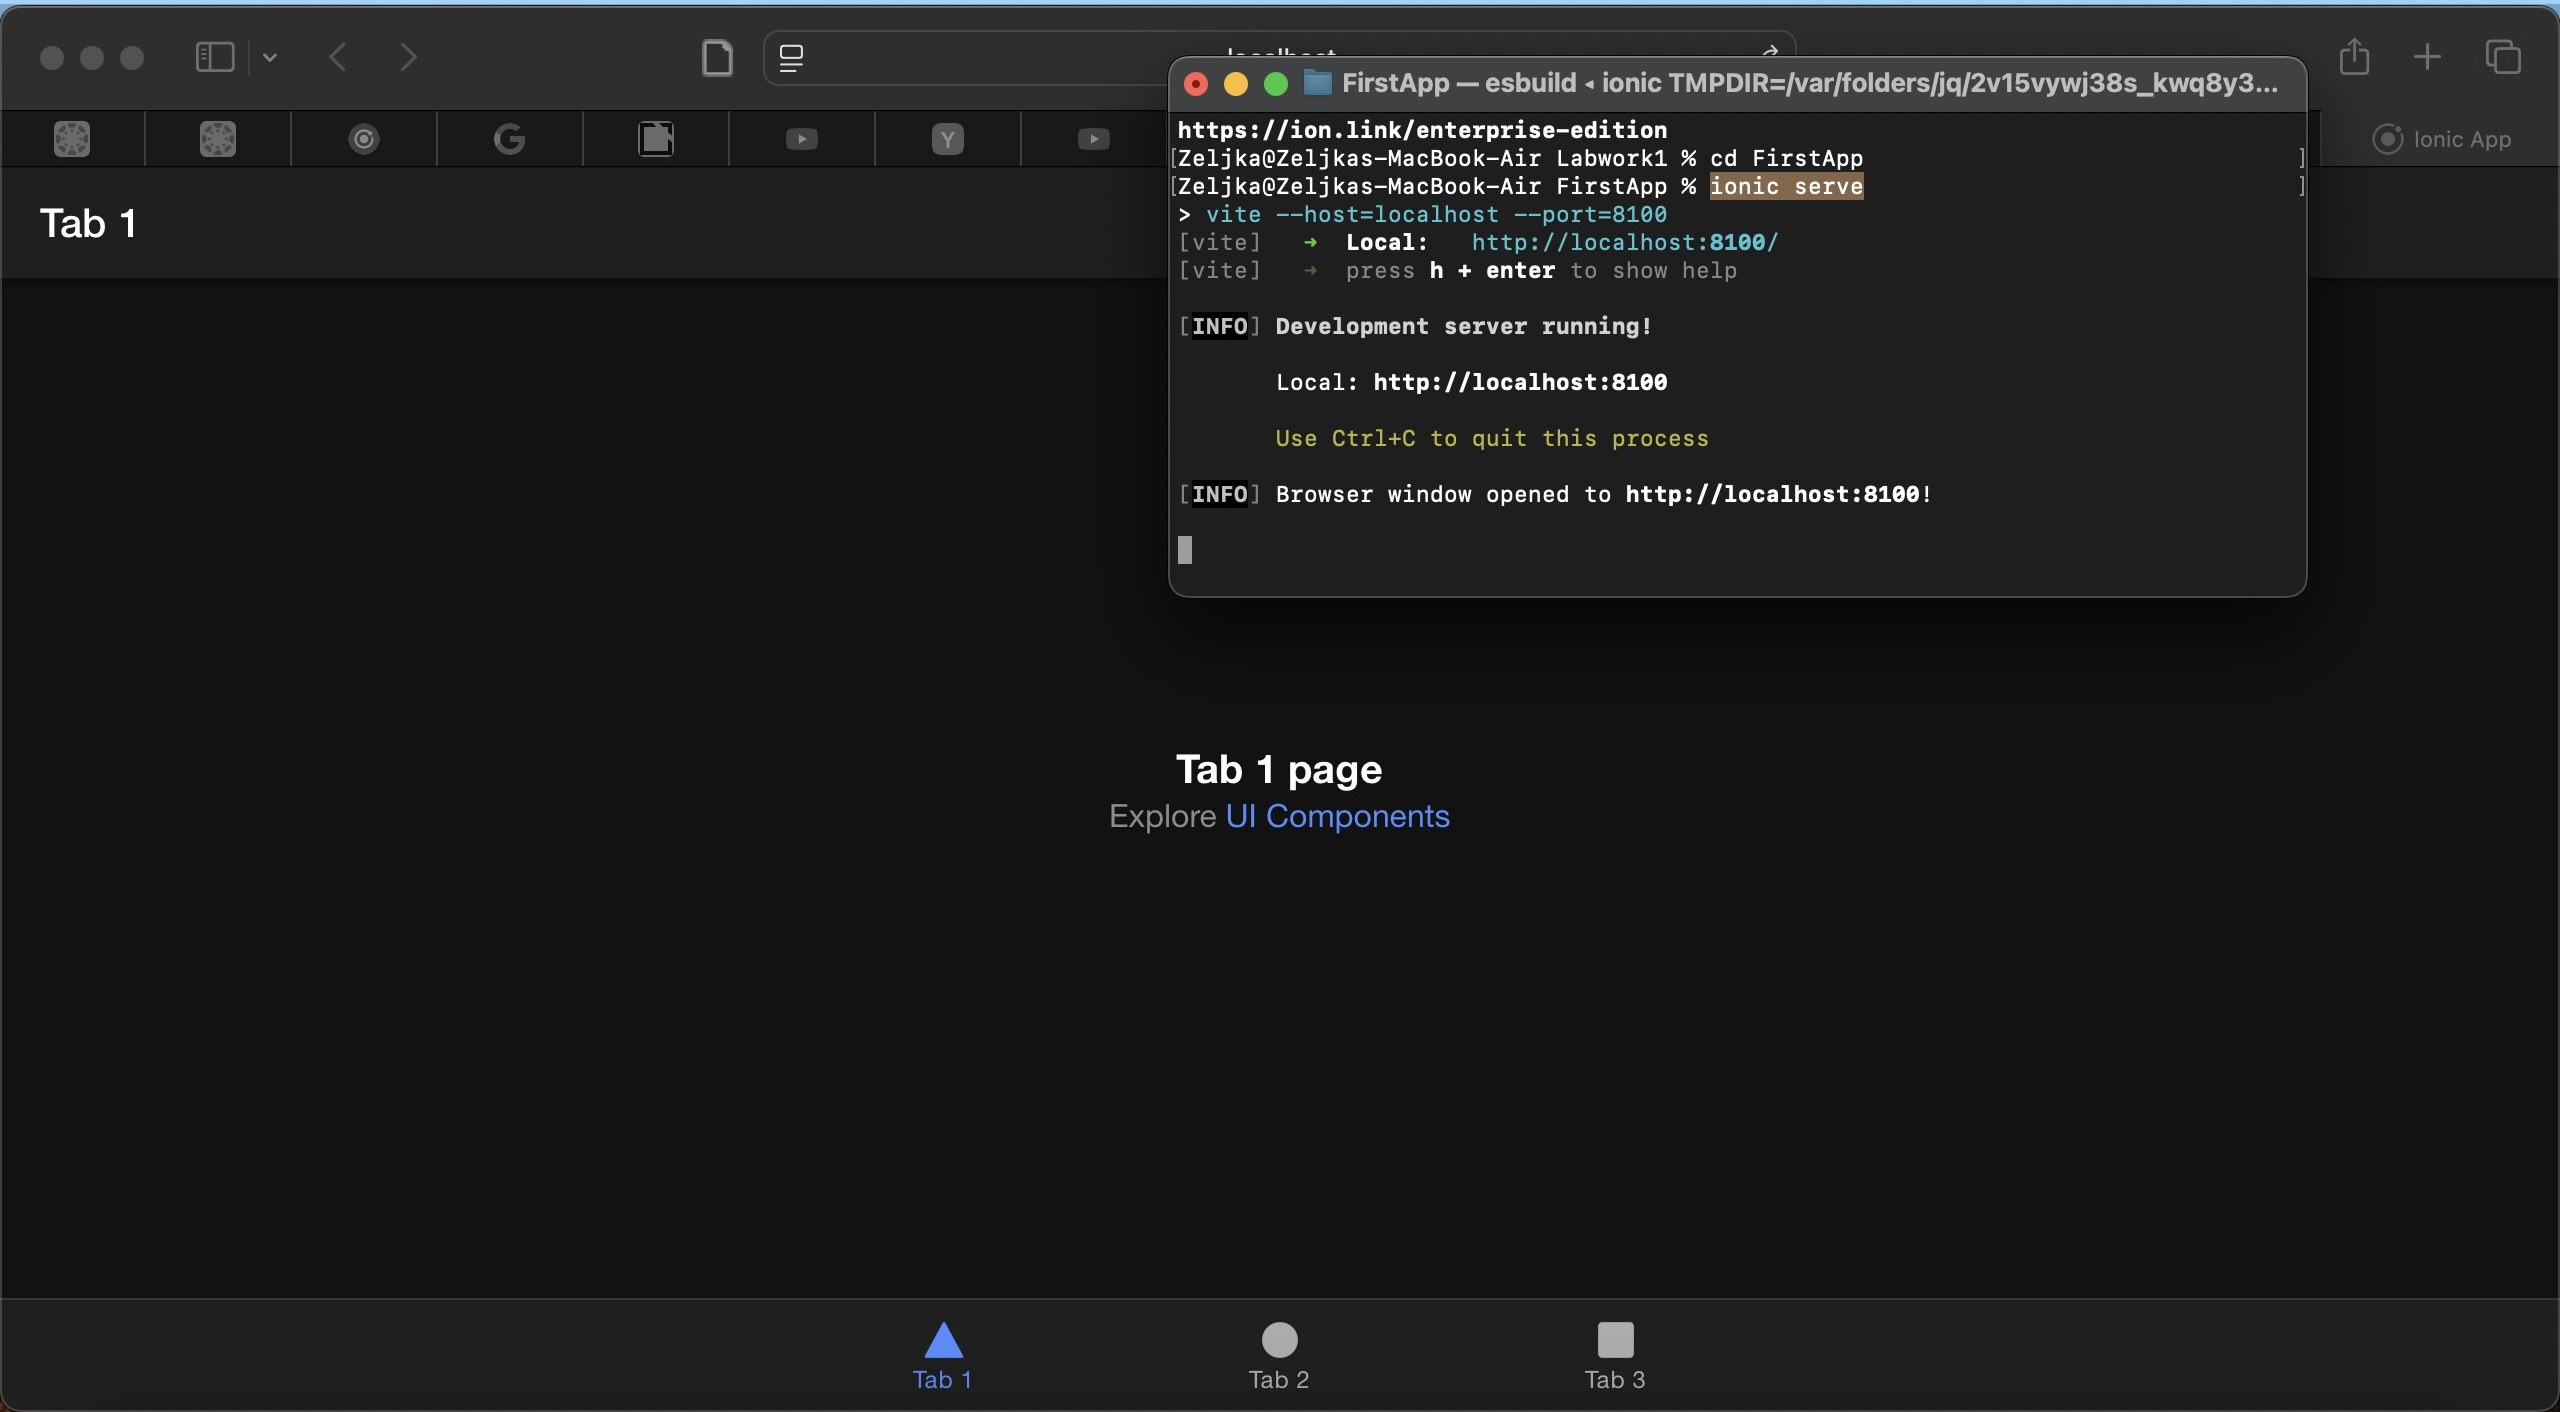 localhost
FirstApp — esbuild ◂ ionic TMPDIR=/var/folders/jq/2v15vywj38s_kwq8y3...
https://ion.link/enterprise-edition
[Zeljka@Zeljkas-MacBook-Air Labwork1 % cd FirstApp ]
[Zeljka@Zeljkas-MacBook-Air FirstApp % ionic serve ]
> vite --host=localhost --port=8100
[vite] ➜ Local: http://localhost:8100/
[vite] ➜ press h + enter to show help
[INFO] Development server running!
Local: http://localhost:8100
Use Ctrl+C to quit this process
[INFO] Browser window opened to http://localhost:8100!
G
Y
Ionic App
Tab 1
Tab 1 page
Explore UI Components
Tab 1
Tab 2
Tab 3